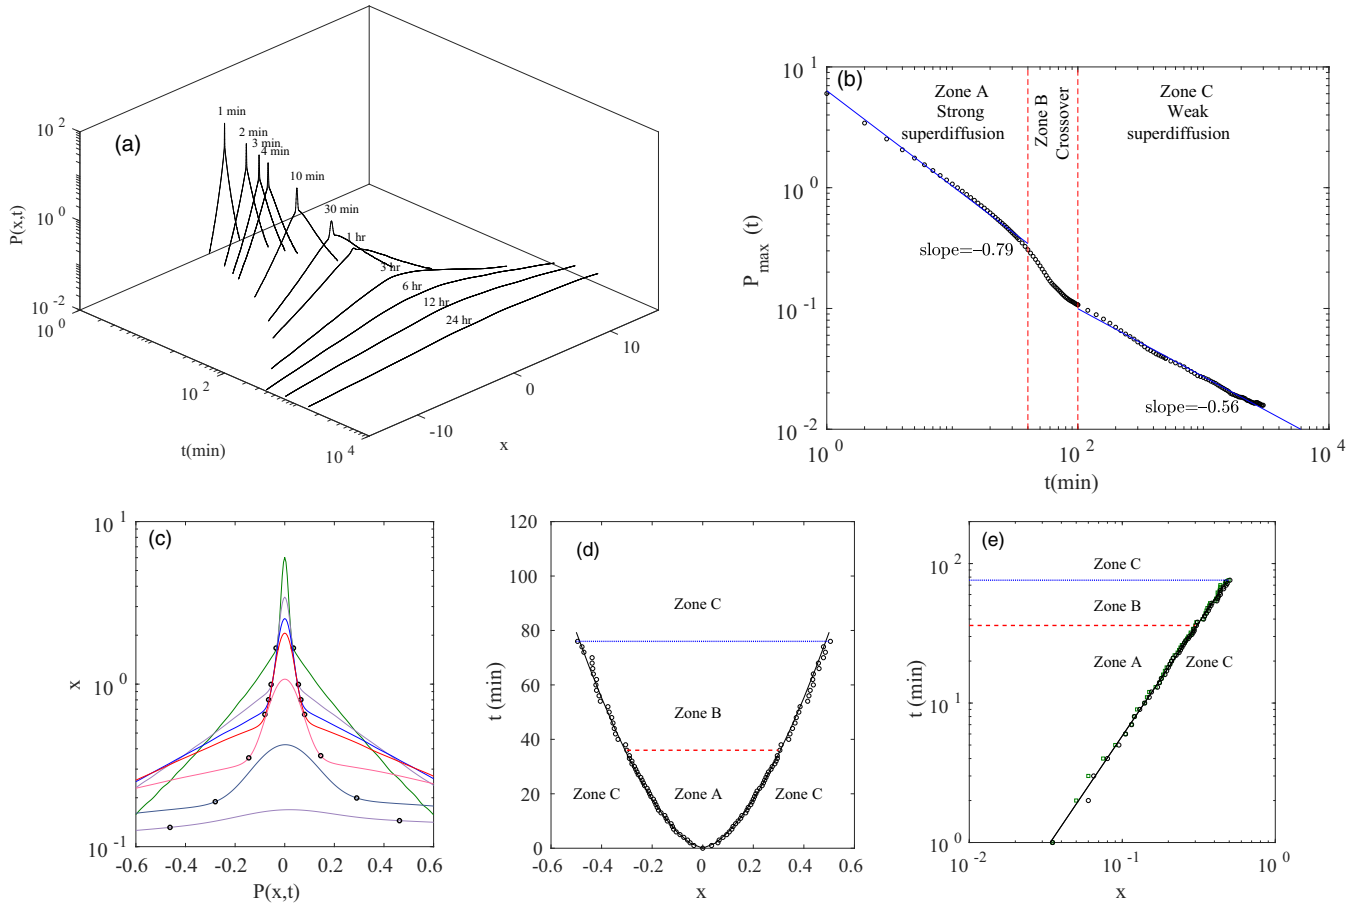 (a)
1 min
2 min
3 min
4 min
10 min
30 min
1 hr
3 hr
6 hr
12 hr
24 hr
P(x,t)
10^2
10^0
10^-2
10^0
10^2
10^4
t(min)
-10
0
10
x
(b)
Zone A
Strong
superdiffusion
Zone B
Crossover
Zone C
Weak
superdiffusion
slope=−0.79
slope=−0.56
P_max (t)
10^1
10^0
10^-1
10^-2
10^0
10^2
10^4
t(min)
(c)
x
10^1
10^0
10^-1
-0.6 -0.4 -0.2 0 0.2 0.4 0.6
P(x,t)
(d)
t (min)
120
100
80
60
40
20
0
Zone C
Zone B
Zone C Zone A Zone C
-0.6 -0.4 -0.2 0 0.2 0.4 0.6
x
(e)
t (min)
10^2
10^1
10^0
Zone C
Zone B
Zone A Zone C
10^-2 10^-1 10^0
x